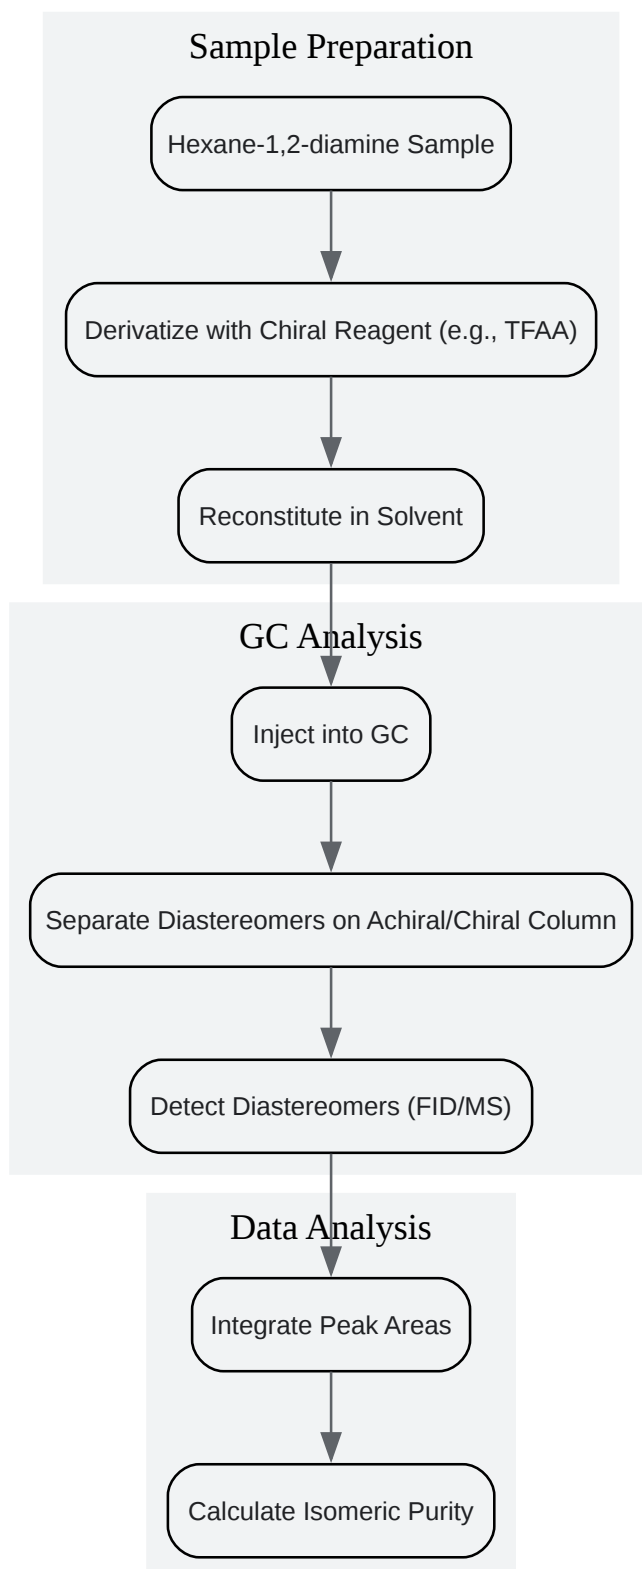 Sample Preparation
Hexane-1,2-diamine Sample
Derivatize with Chiral Reagent (e.g., TFAA)
Reconstitute in Solvent
GC Analysis
Inject into GC
Separate Diastereomers on Achiral/Chiral Column
Detect Diastereomers (FID/MS)
Data Analysis
Integrate Peak Areas
Calculate Isomeric Purity